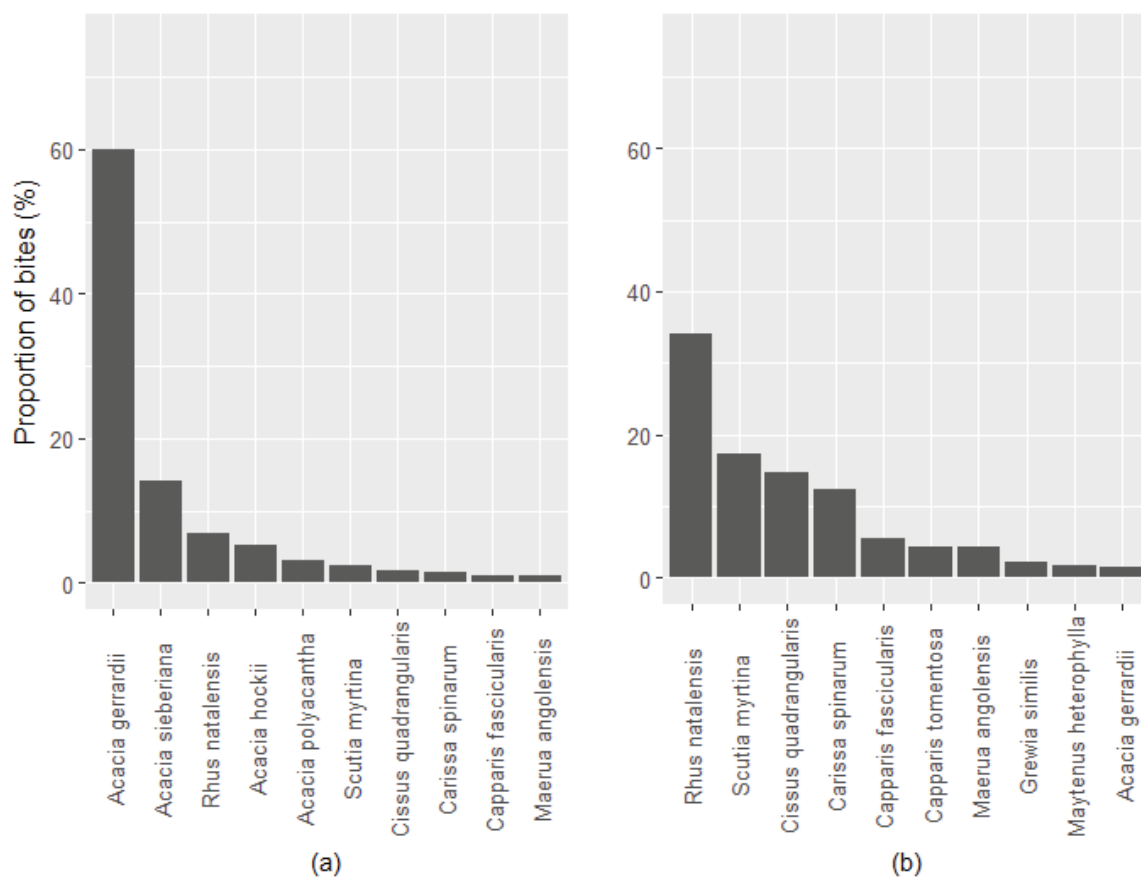 Proportion of bites (%)
60
40
20
0
Acacia gerrardii
Acacia sieberiana
Rhus natalensis
Acacia hockii
Acacia polyacantha
Scutia myrtina
Cissus quadrangularis
Carissa spinarum
Capparis fascicularis
Maerua angolensis
(a)
60
40
20
0
Rhus natalensis
Scutia myrtina
Cissus quadrangularis
Carissa spinarum
Capparis fascicularis
Capparis tomentosa
Maerua angolensis
Grewia similis
Maytenus heterophylla
Acacia gerrardii
(b)